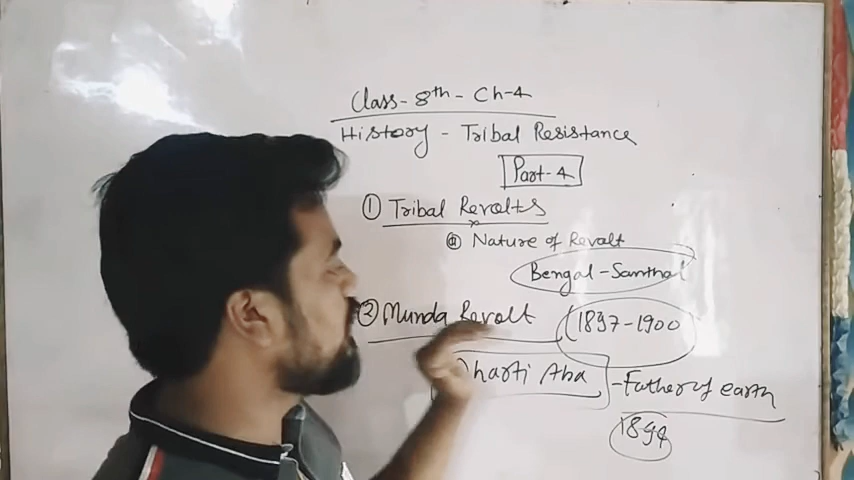 Class-8th-Ch-4
History - Tribal Resistance
Part-4
① Tribal Revolts
ⓐ Nature of Revolt
Bengal-Santhal
② Munda Revolt (1897-1900
harti Aba - Father of earth